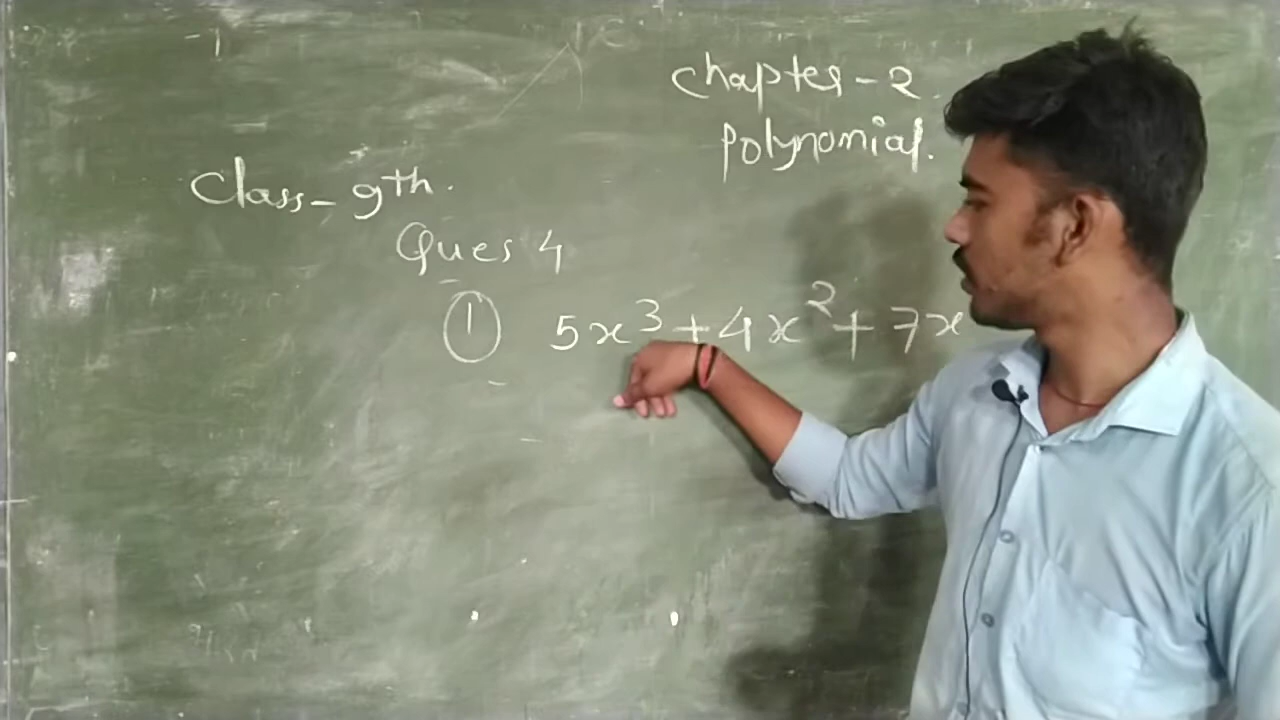 Chapter-2.
Polynomial.
Class-9th.
Ques 4
① 5x³+4x²+7x